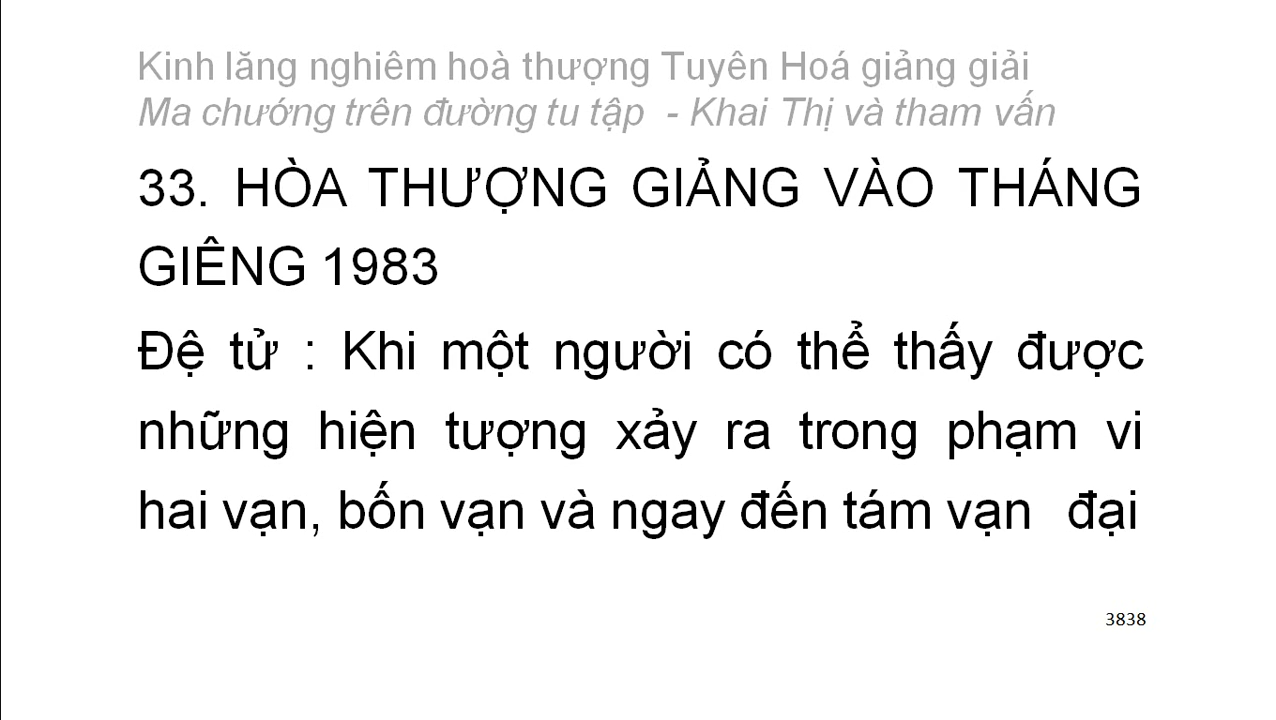 Kinh lăng nghiêm hoà thượng Tuyên Hoá giảng giải
Ma chướng trên đường tu tập - Khai Thị và tham vấn
33. HÒA THƯỢNG GIẢNG VÀO THÁNG
GIÊNG 1983
Đệ tử : Khi một người có thể thấy được
những hiện tượng xảy ra trong phạm vi
hai vạn, bốn vạn và ngay đến tám vạn đại
3838